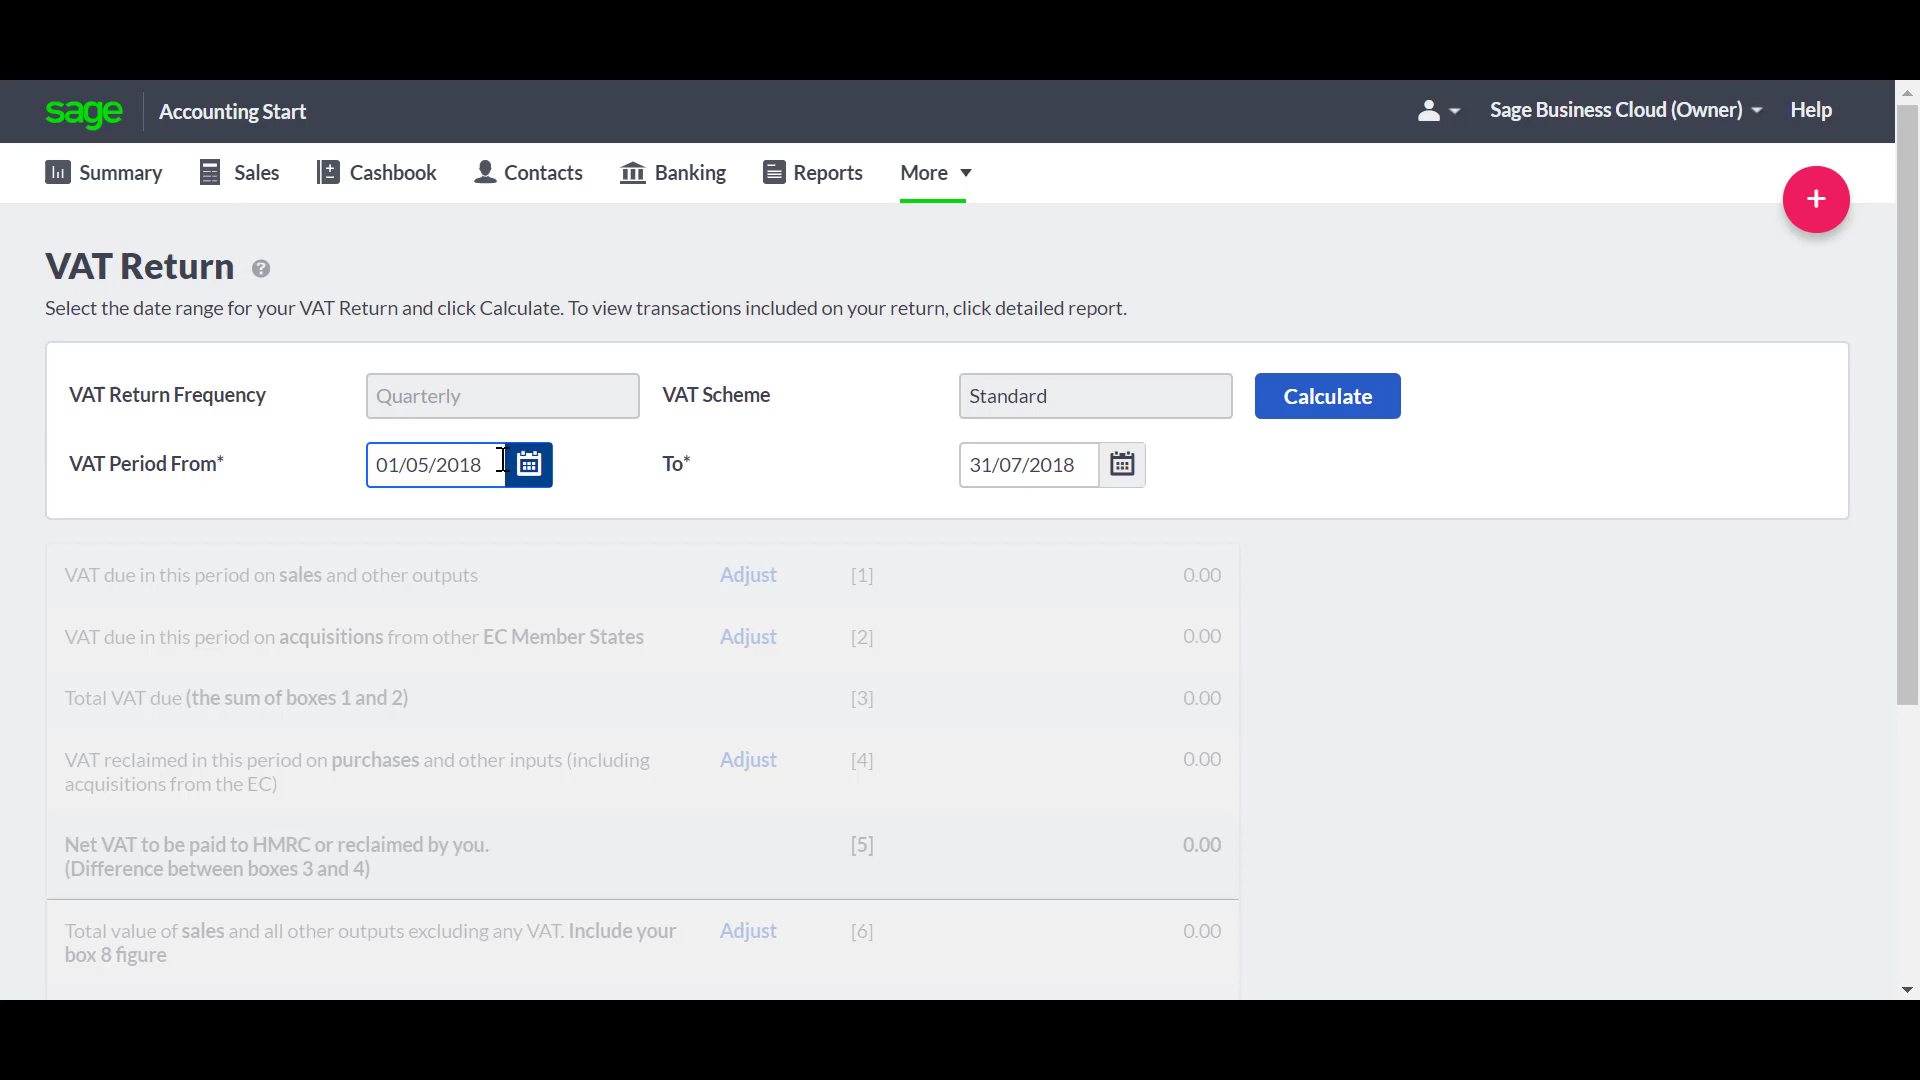 sage Accounting Start Sage Business Cloud (Owner) Help
Summary Sales Cashbook Contacts Banking Reports More
+
VAT Return ?
Select the date range for your VAT Return and click Calculate. To view transactions included on your return, click detailed report.
VAT Return Frequency Quarterly VAT Scheme Standard Calculate
VAT Period From* 01/05/2018 To* 31/07/2018
VAT due in this period on sales and other outputs Adjust [1] 0.00
VAT due in this period on acquisitions from other EC Member States Adjust [2] 0.00
Total VAT due (the sum of boxes 1 and 2) [3] 0.00
VAT reclaimed in this period on purchases and other inputs (including Adjust [4] 0.00
acquisitions from the EC)
Net VAT to be paid to HMRC or reclaimed by you. [5] 0.00
(Difference between boxes 3 and 4)
Total value of sales and all other outputs excluding any VAT. Include your Adjust [6] 0.00
box 8 figure